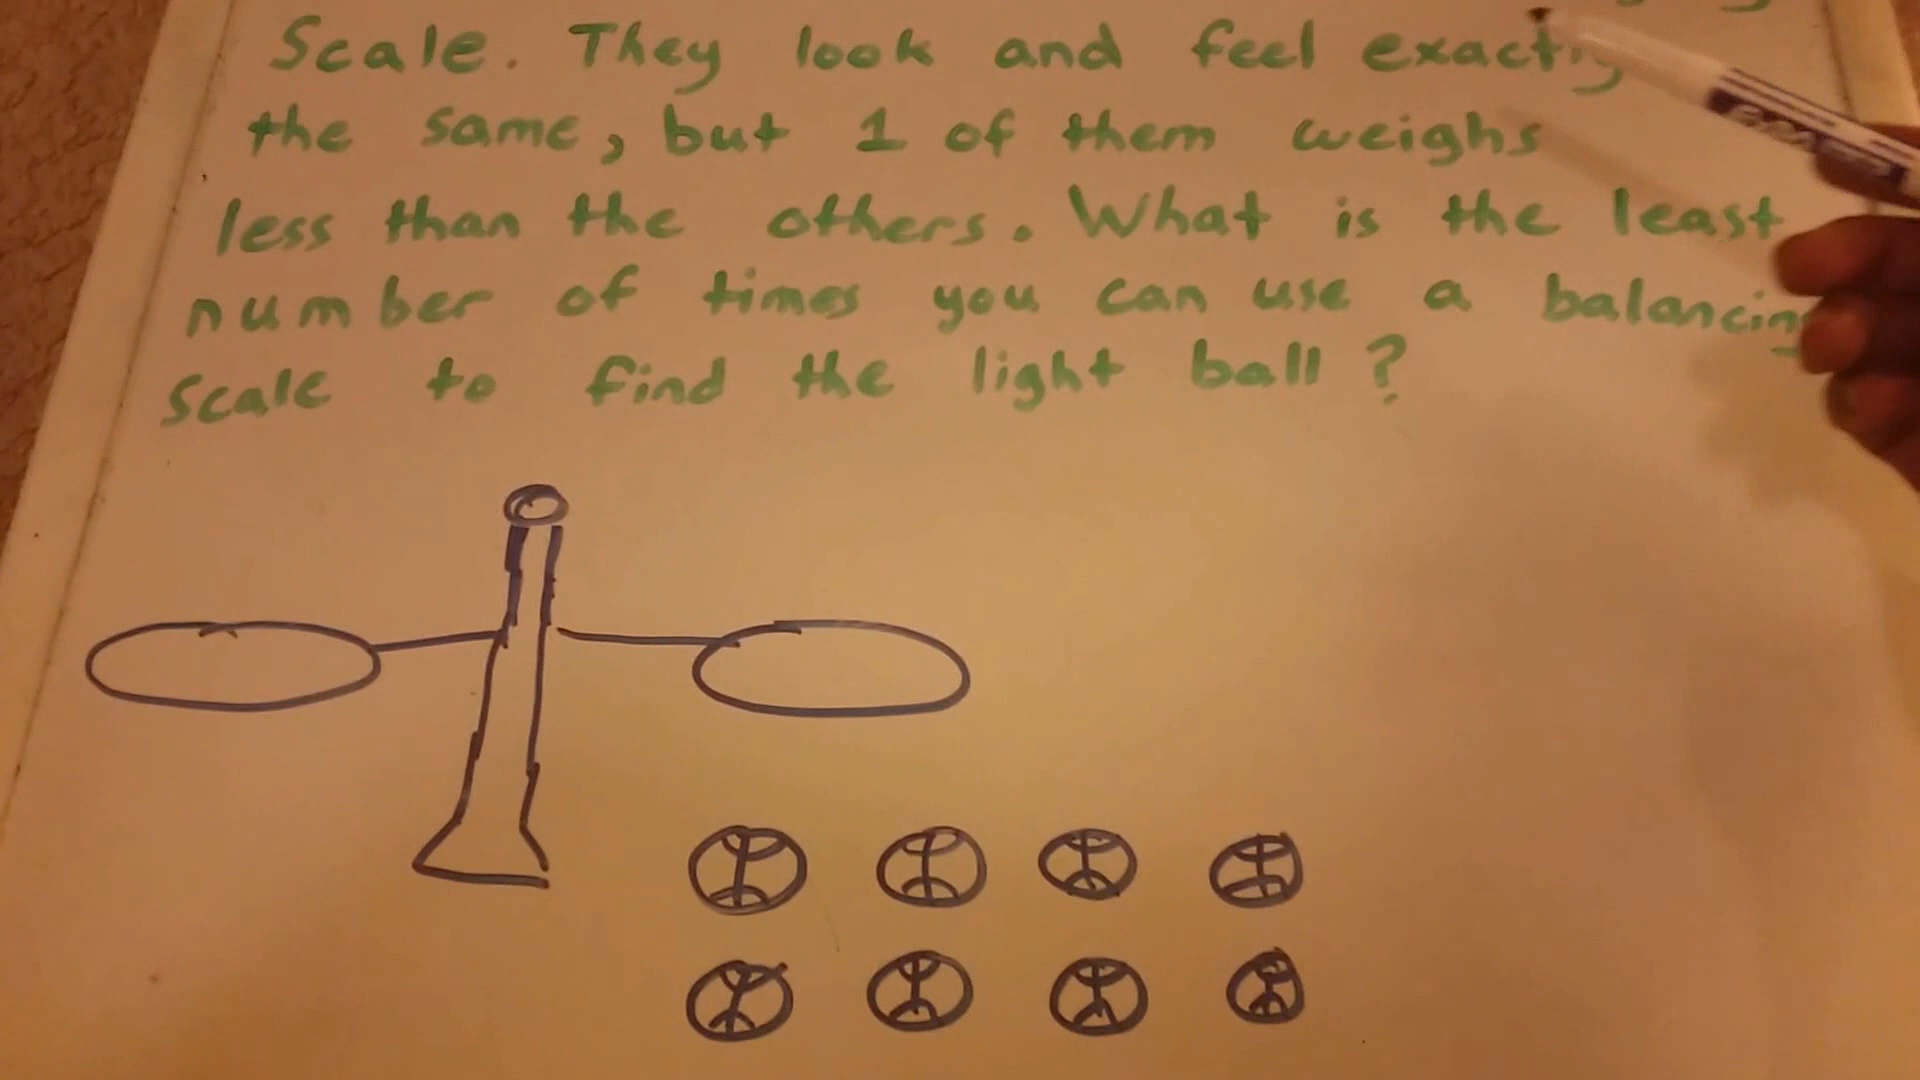 Scale. They look and feel exactly
the same, but 1 of them weighs
less than the others. What is the least
number of times you can use a balancing
scale to find the light ball?
EXPO